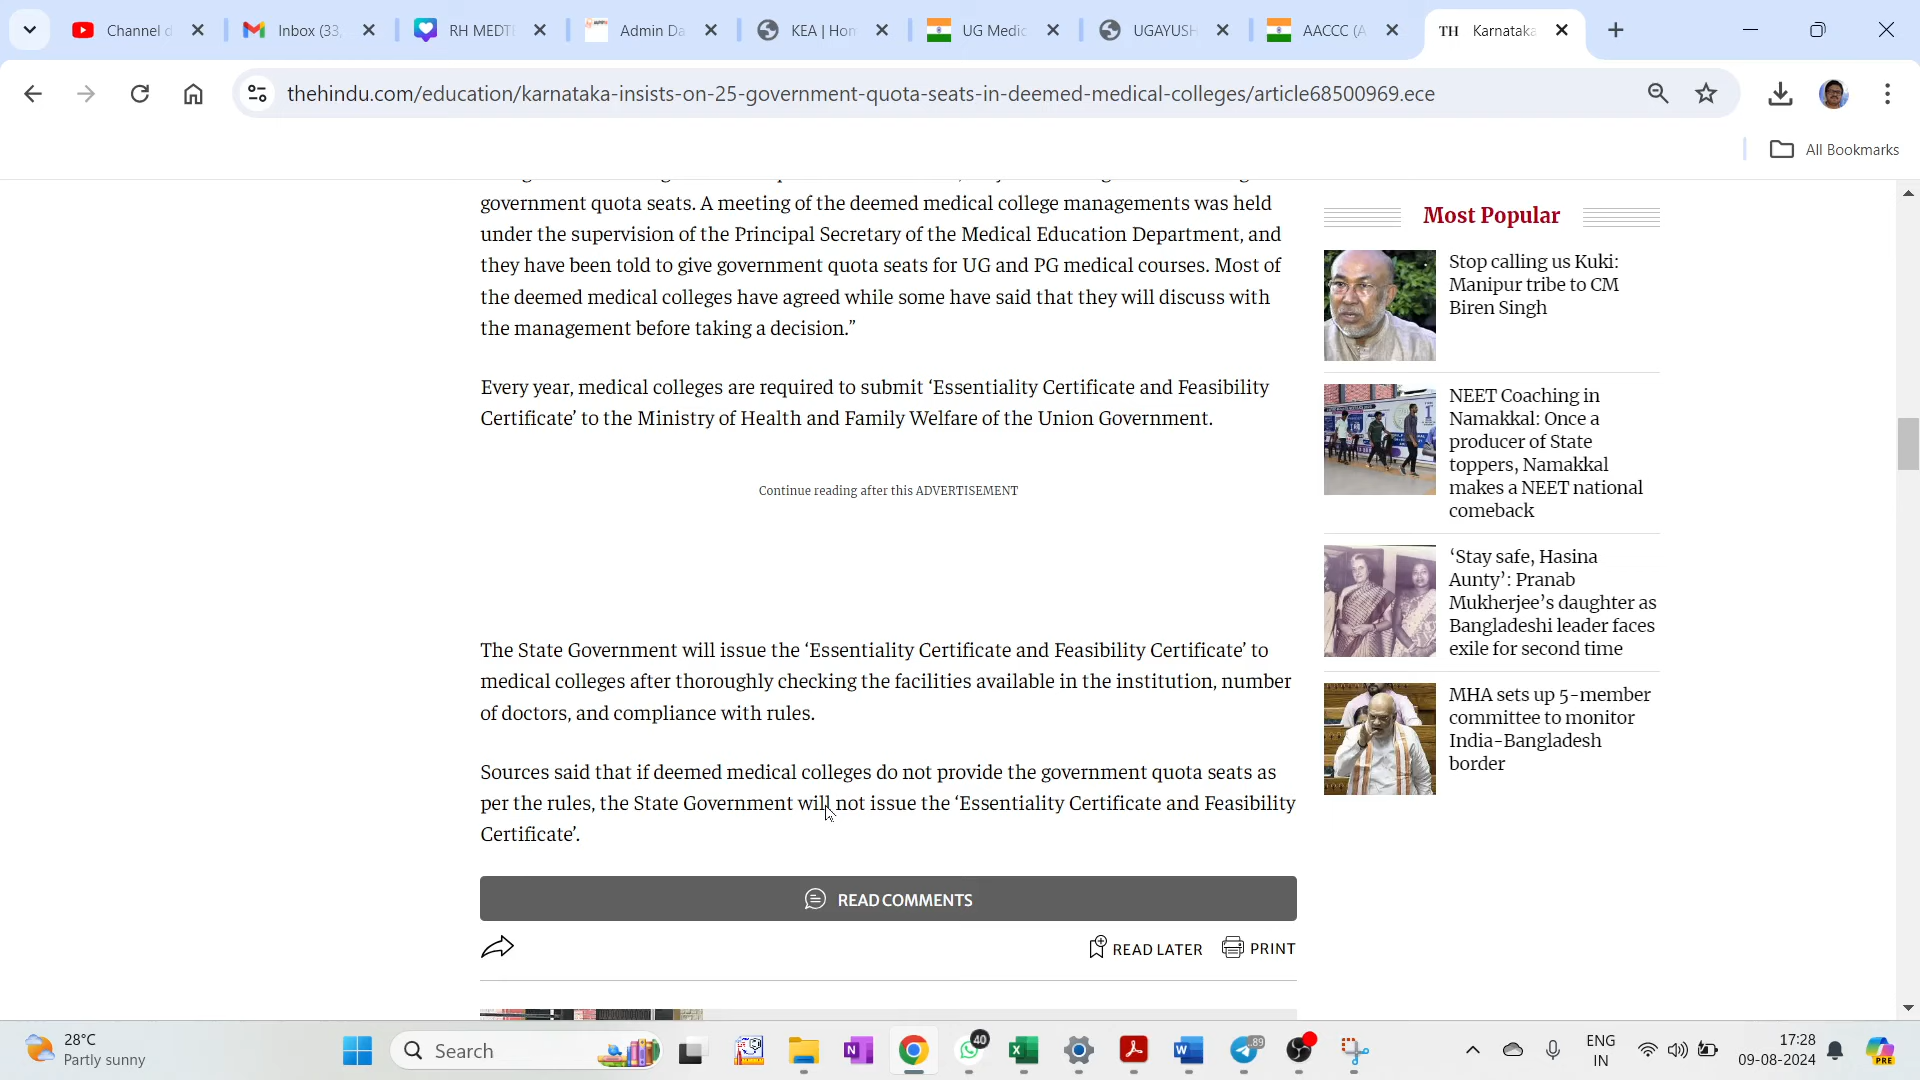 Channel d
Inbox (33,
RH MEDTI
Admin Da
KEA | Hom
UG Medic
UGAYUSH
AACCC (A
TH Karnataka
thehindu.com/education/karnataka-insists-on-25-government-quota-seats-in-deemed-medical-colleges/article68500969.ece
All Bookmarks
government quota seats. A meeting of the deemed medical college managements was held
under the supervision of the Principal Secretary of the Medical Education Department, and
they have been told to give government quota seats for UG and PG medical courses. Most of
the deemed medical colleges have agreed while some have said that they will discuss with
the management before taking a decision.”
Every year, medical colleges are required to submit ‘Essentiality Certificate and Feasibility
Certificate’ to the Ministry of Health and Family Welfare of the Union Government.
Continue reading after this ADVERTISEMENT
The State Government will issue the ‘Essentiality Certificate and Feasibility Certificate’ to
medical colleges after thoroughly checking the facilities available in the institution, number
of doctors, and compliance with rules.
Sources said that if deemed medical colleges do not provide the government quota seats as
per the rules, the State Government will not issue the ‘Essentiality Certificate and Feasibility
Certificate’.
READ COMMENTS
READ LATER
PRINT
Most Popular
Stop calling us Kuki:
Manipur tribe to CM
Biren Singh
NEET Coaching in
Namakkal: Once a
producer of State
toppers, Namakkal
makes a NEET national
comeback
‘Stay safe, Hasina
Aunty’: Pranab
Mukherjee’s daughter as
Bangladeshi leader faces
exile for second time
MHA sets up 5-member
committee to monitor
India-Bangladesh
border
28°C
Partly sunny
Search
40
89
ENG
IN
17:28
09-08-2024
PRE